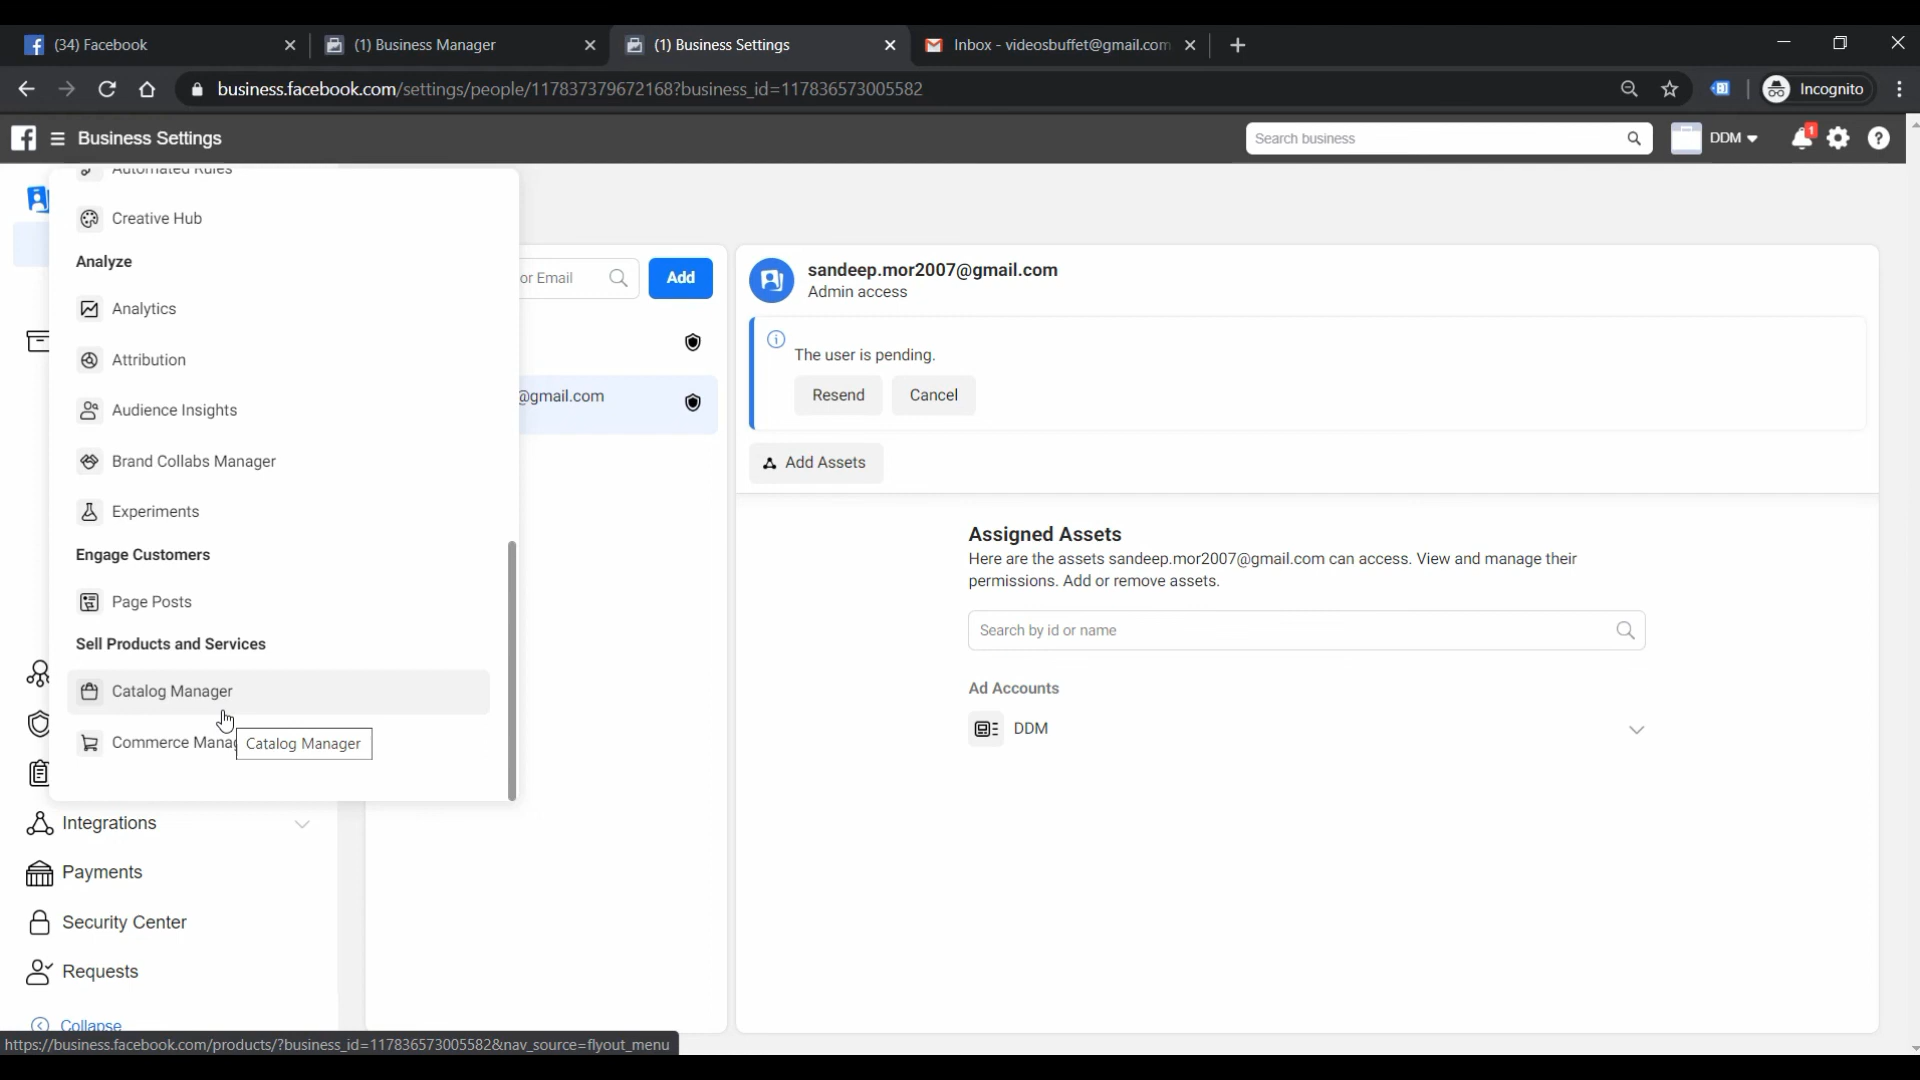 (34) Facebook
(1) Business Manager
(1) Business Settings
Inbox - videosbuffet@gmail.com
business.facebook.com/settings/people/117837379672168?business_id=117836573005582
Incognito
Business Settings
Search business
DDM
1
Automated Rules
Creative Hub
Analyze
Analytics
Attribution
Audience Insights
Brand Collabs Manager
Experiments
Engage Customers
Page Posts
Sell Products and Services
Catalog Manager
Commerce Manag
Catalog Manager
Integrations
Payments
Security Center
Requests
Collapse
or Email
Add
@gmail.com
sandeep.mor2007@gmail.com
Admin access
The user is pending.
Resend
Cancel
Add Assets
Assigned Assets
Here are the assets sandeep.mor2007@gmail.com can access. View and manage their
permissions. Add or remove assets.
Search by id or name
Ad Accounts
DDM
https://business.facebook.com/products/?business_id=117836573005582&nav_source=flyout_menu